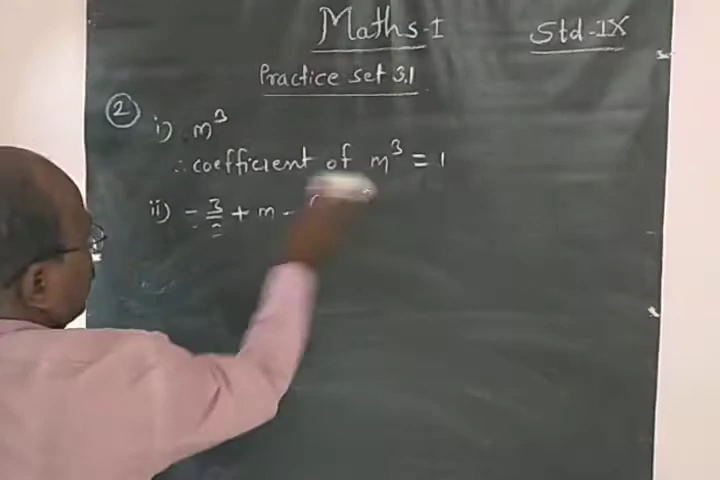 Maths-I
Std-IX
Practice set 3.1
2
i) m³
∴ coefficient of m³ = 1
ii) -3/2 + m -